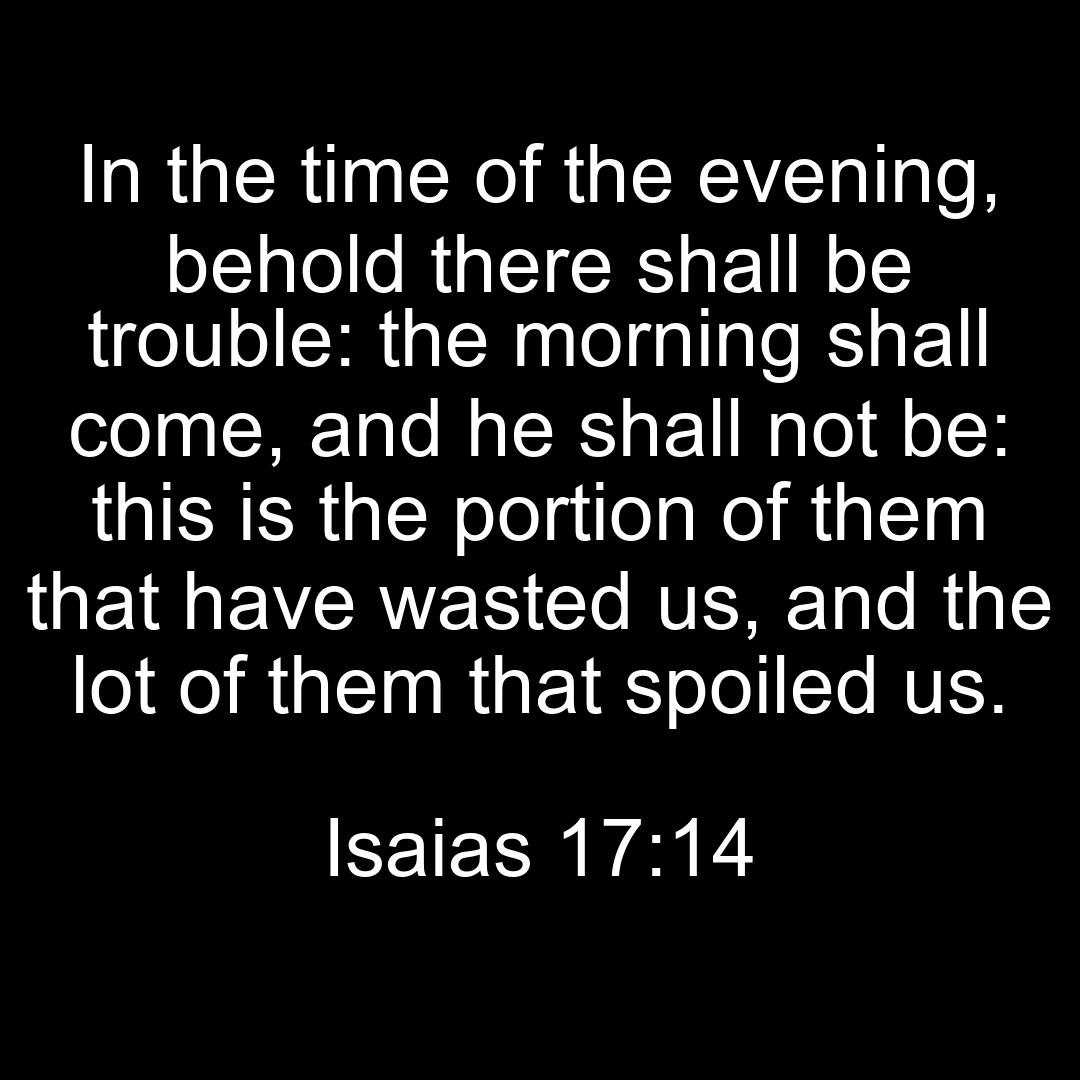 In the time of the evening,
behold there shall be
trouble: the morning shall
come, and he shall not be:
this is the portion of them
that have wasted us, and the
lot of them that spoiled us.
Isaias 17:14